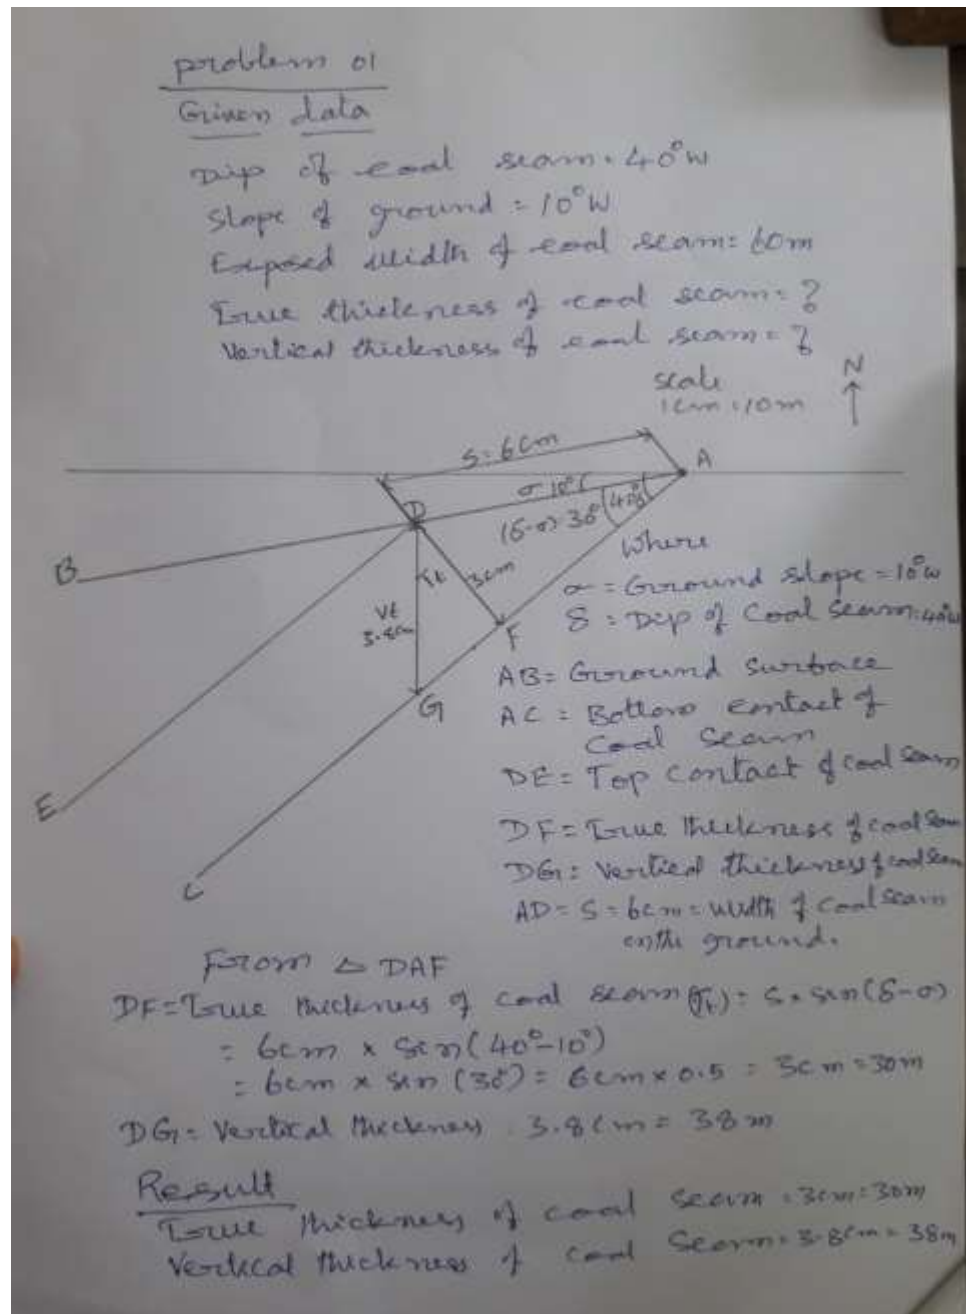 problem 01
Given data
Dip of coal seam = 40°W
Slope of ground = 10°W
Exposed width of coal seam = 60m
True thickness of coal seam = ?
Vertical thickness of coal seam = ?
scale
1cm = 10m
N
S = 6cm
A
σ 10°
D
(δ-σ) = 30°
40°
B
Tt
3cm
Vt
3.8cm
F
G
E
C
Where
σ = Ground slope = 10°W
δ = Dip of Coal Seam = 40°W
AB = Ground surface
AC = Bottom contact of
Coal Seam
DE = Top contact of coal seam
DF = True thickness of coal seam
DG = Vertical thickness of coal seam
AD = S = 6cm = width of coal seam
on the ground.
From △ DAF
DF = True thickness of coal seam (Tt) = S × sin(δ-σ)
= 6cm × sin(40°-10°)
= 6cm × sin(30°) = 6cm × 0.5 = 3cm = 30m
DG = Vertical thickness = 3.8cm = 38m
Result
True thickness of coal seam = 3cm = 30m
Vertical thickness of coal seam = 3.8cm = 38m